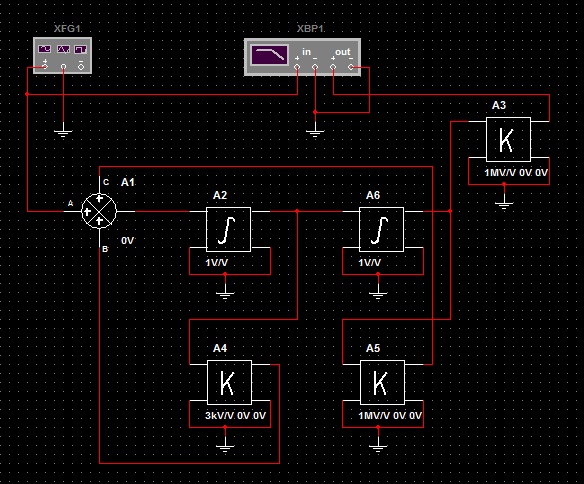 XFG1
XBP1
in out
A3
K
1MV/V 0V 0V
C
A1
A
B
0V
A2
∫
1V/V
A6
∫
1V/V
A4
K
3kV/V 0V 0V
A5
K
1MV/V 0V 0V